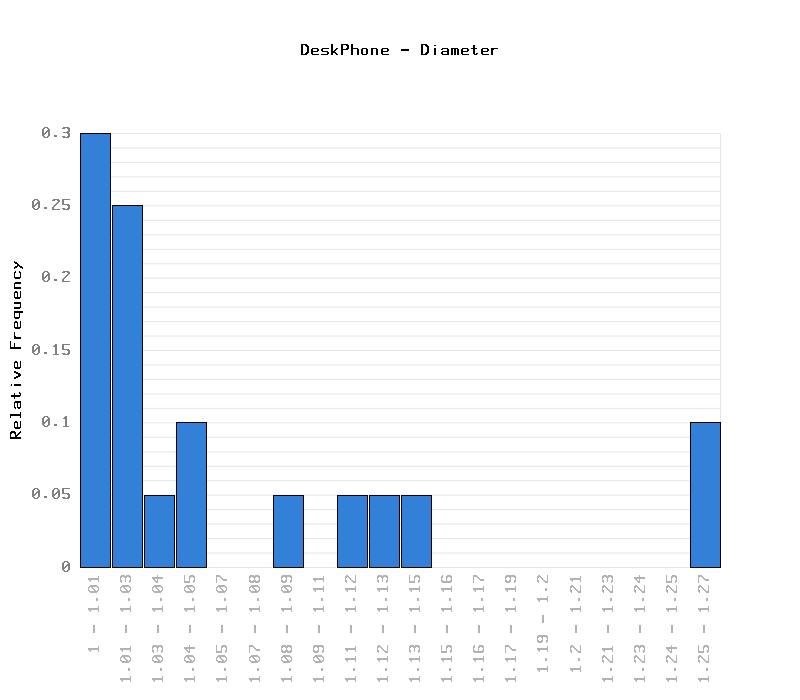 DeskPhone - Diameter
Relative Frequency
0.3
0.25
0.2
0.15
0.1
0.05
0
1 - 1.01
1.01 - 1.03
1.03 - 1.04
1.04 - 1.05
1.05 - 1.07
1.07 - 1.08
1.08 - 1.09
1.09 - 1.11
1.11 - 1.12
1.12 - 1.13
1.13 - 1.15
1.15 - 1.16
1.16 - 1.17
1.17 - 1.19
1.19 - 1.2
1.2 - 1.21
1.21 - 1.23
1.23 - 1.24
1.24 - 1.25
1.25 - 1.27